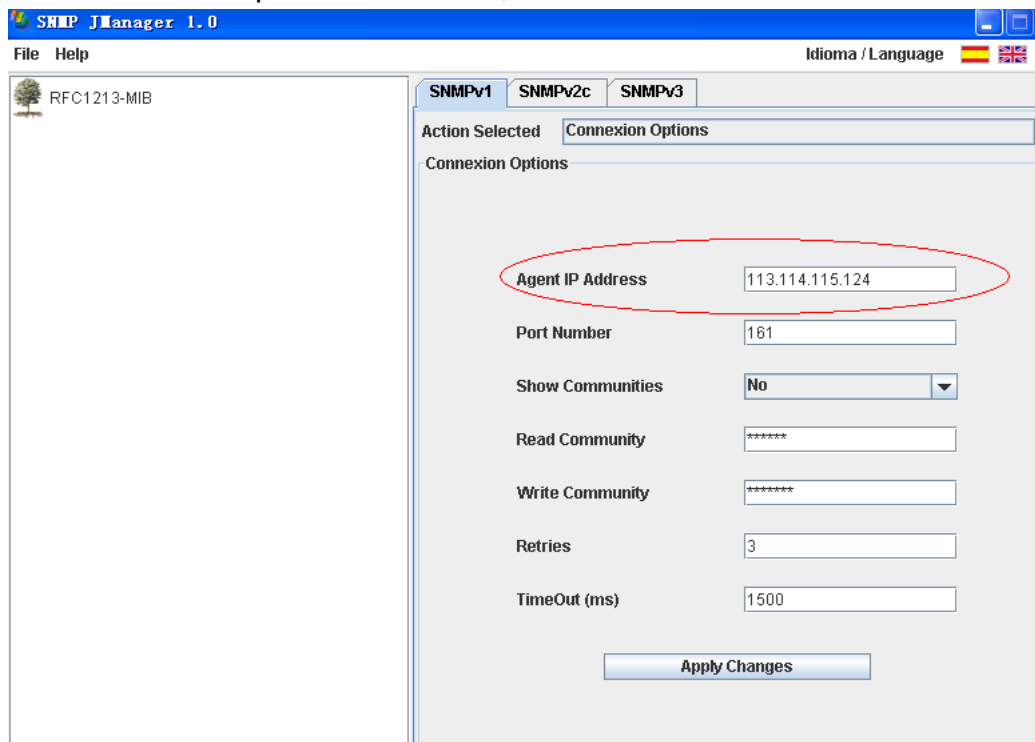 SNMP JManager 1.0
File Help Idioma / Language
RFC1213-MIB
SNMPv1 SNMPv2c SNMPv3
Action Selected Connexion Options
Connexion Options
Agent IP Address 113.114.115.124
Port Number 161
Show Communities No
Read Community ******
Write Community *******
Retries 3
TimeOut (ms) 1500
Apply Changes